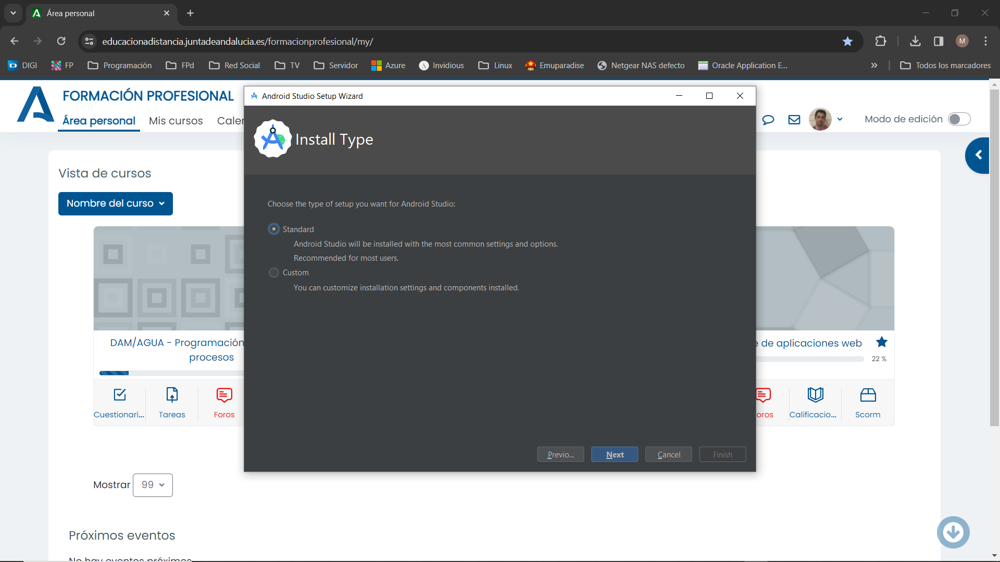 Área personal
educacionadistancia.juntadeandalucia.es/formacionprofesional/my/
M
DIGI FP Programación FPd Red Social TV Servidor Azure Invidious Linux Emuparadise Netgear NAS defecto Oracle Application E... Todos los marcadores
FORMACIÓN PROFESIONAL
Área personal Mis cursos Caler
Modo de edición
Android Studio Setup Wizard
Install Type
Choose the type of setup you want for Android Studio:
Standard
Android Studio will be installed with the most common settings and options.
Recommended for most users.
Custom
You can customize installation settings and components installed.
Previo... Next Cancel Finish
Vista de cursos
Nombre del curso
DAM/AGUA - Programación
procesos
Cuestionari... Tareas Foros
de aplicaciones web
22 %
oros Calificacio... Scorm
Mostrar 99
Próximos eventos
No hay eventos próximos